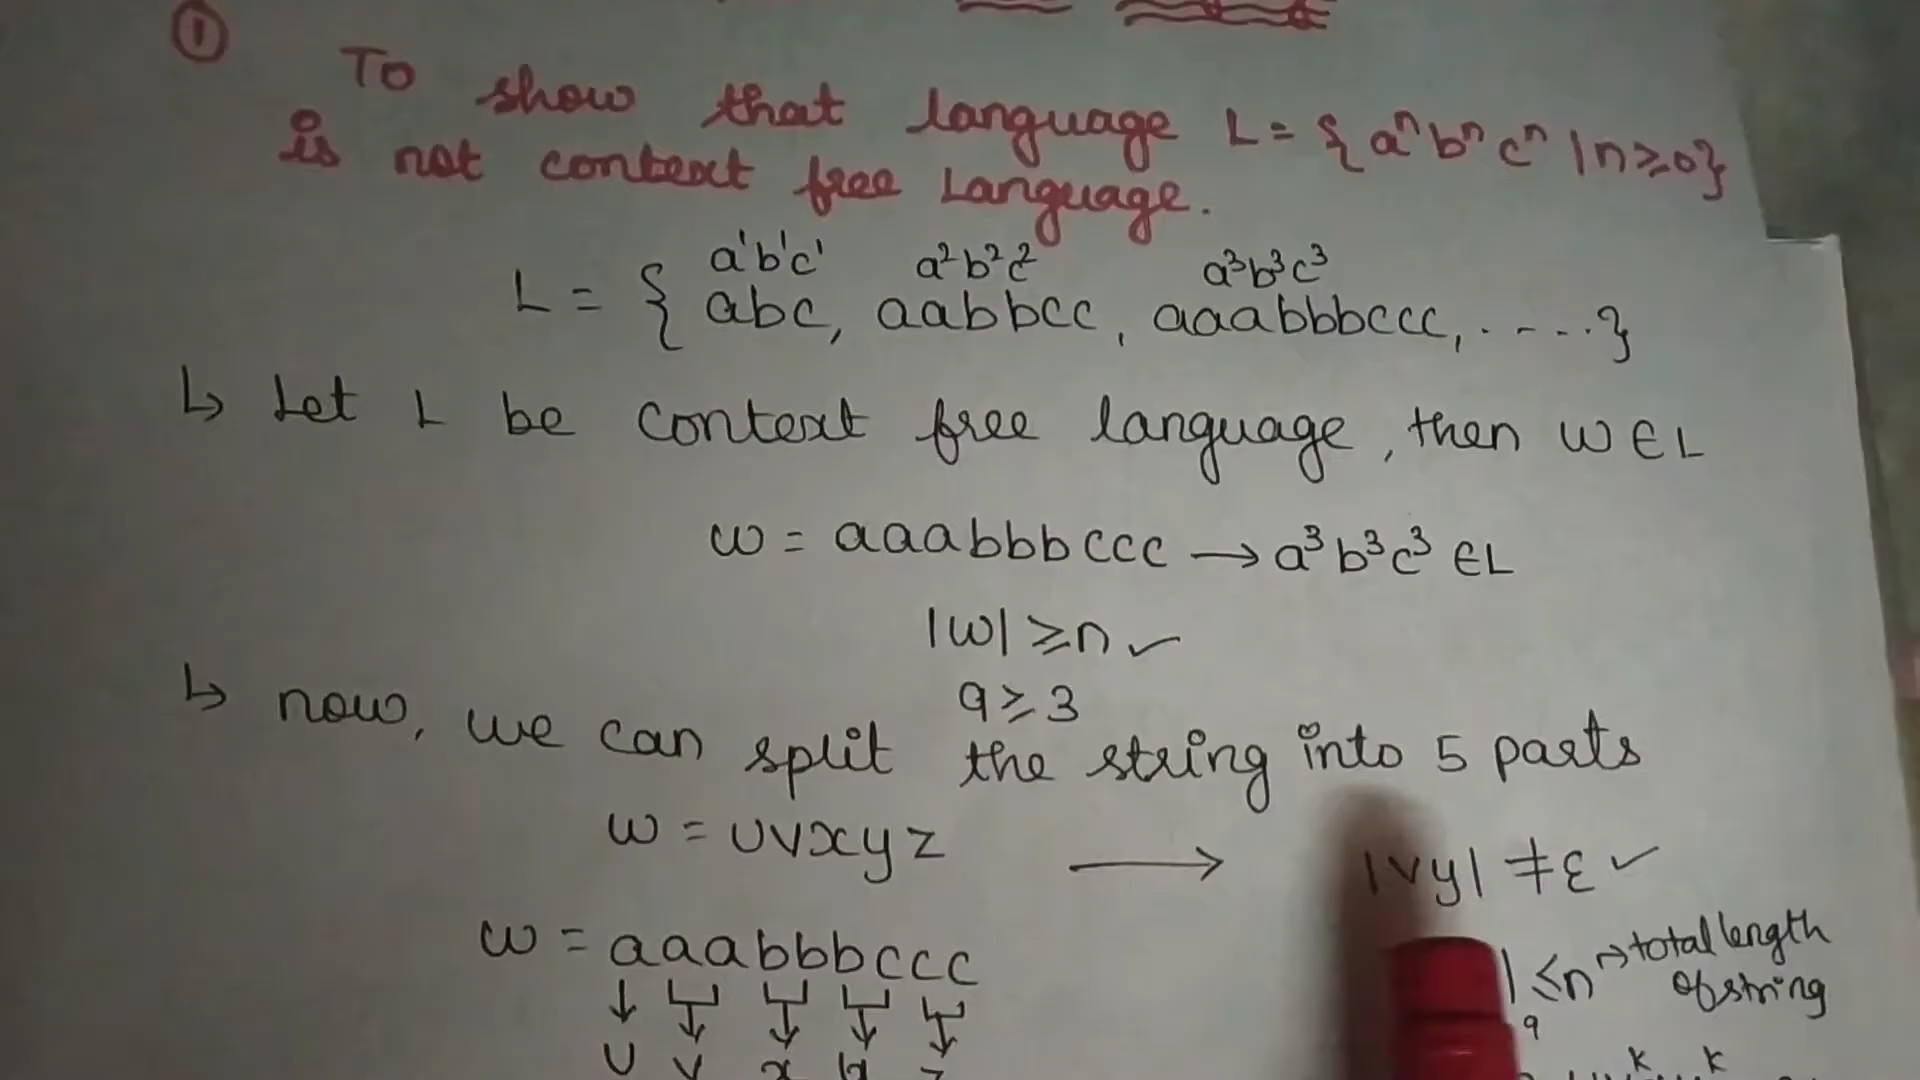 ①
To show that language L = {aⁿbⁿcⁿ | n≥0}
is not context free Language.
a¹b¹c¹ a²b²c² a³b³c³
L = { abc, aabbcc, aaabbbccc, .....}
↳ Let L be context free language, then w∈L
w = aaabbbccc → a³b³c³ ∈L
|w| ≥n ✓
9 ≥ 3
↳ now, we can split the string into 5 parts
w = uvxyz → |vy| ≠ε ✓
w = aaabbbccc
| ≤n → total length
of string
9
u v x y z
k k